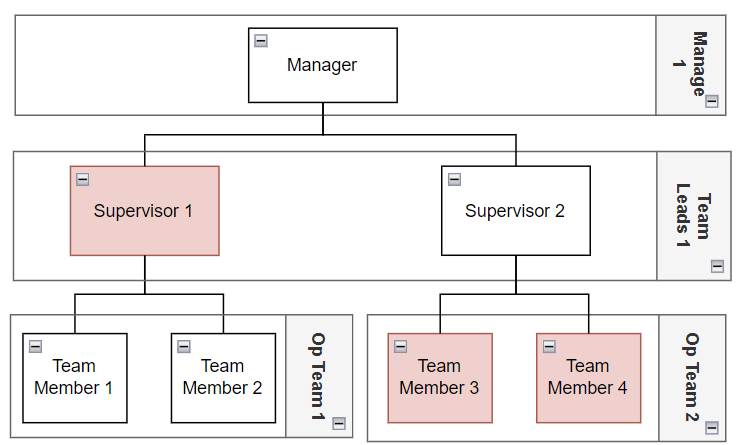 Manager
Manage
1
Supervisor 1
Supervisor 2
Team
Leads 1
Team
Member 1
Team
Member 2
Op Team 1
Team
Member 3
Team
Member 4
Op Team 2